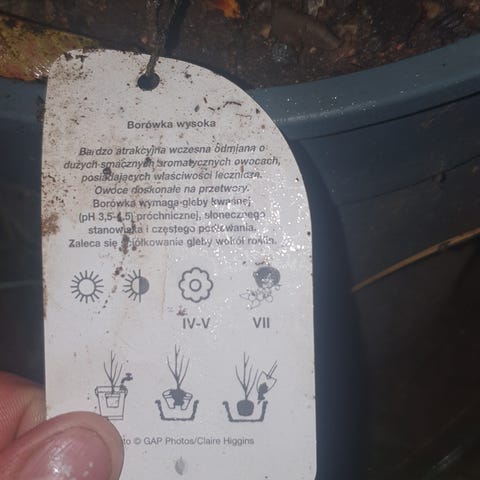 Borówka wysoka
Bardzo atrakcyjna wczesna odmiana o
dużych smacznych aromatycznych owocach,
posiadających właściwości lecznicze.
Owoce doskonałe na przetwory.
Borówka wymaga gleby kwaśnej
(pH 3,5-4,5) próchnicznej, słonecznego
stanowiska i częstego podlewania.
Zaleca się ściółkowanie gleby wokół roślin.
IV-V VII
© GAP Photos/Claire Higgins